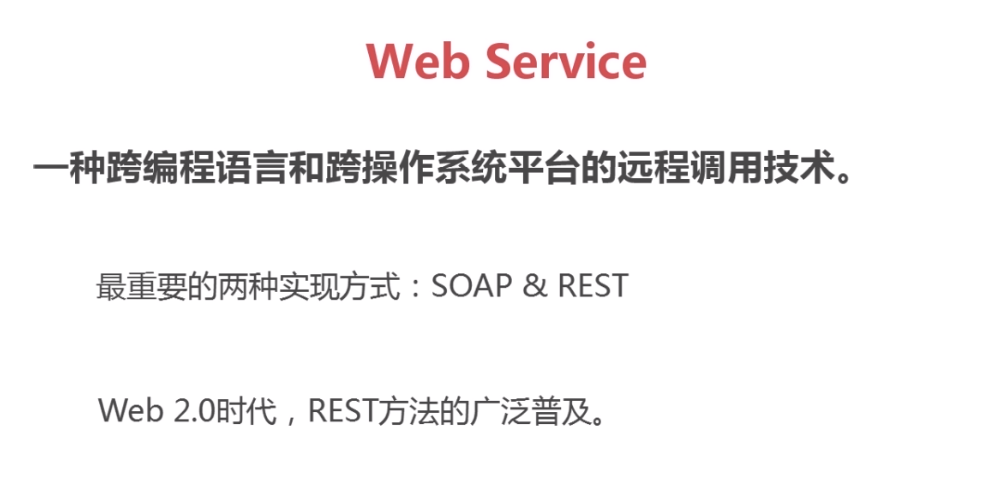 Web Service
一种跨编程语言和跨操作系统平台的远程调用技术。
最重要的两种实现方式：SOAP & REST
Web 2.0时代，REST方法的广泛普及。